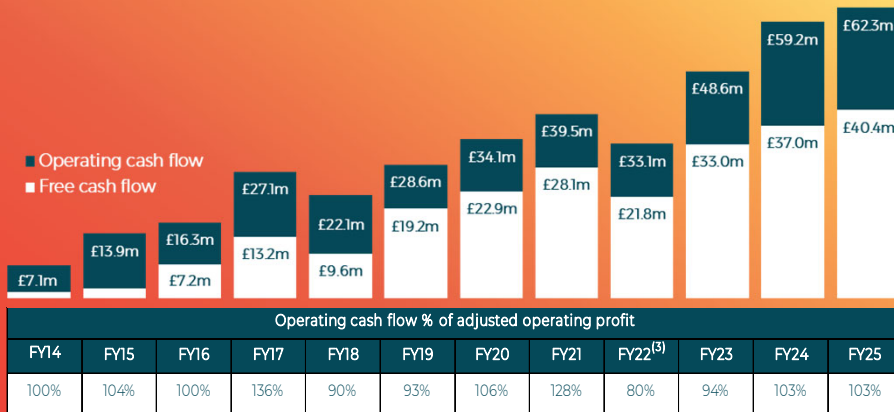 £62.3m
£59.2m
£48.6m
£39.5m
£40.4m
£37.0m
£34.1m
£33.1m
Operating cash flow
£33.0m
£28.6m
£28.1m
Free cash flow
£27.1m
£22.9m
£21.8m
£22.1m
£19.2m
£16.3m
£13.9m
£13.2m
£9.6m
£7.1m
£7.2m
Operating cash flow % of adjusted operating profit
FY14 FY15 FY16 FY17 FY18 FY19 FY20 FY21 FY22(3) FY23 FY24 FY25
100% 104% 100% 136% 90% 93% 106% 128% 80% 94% 103% 103%